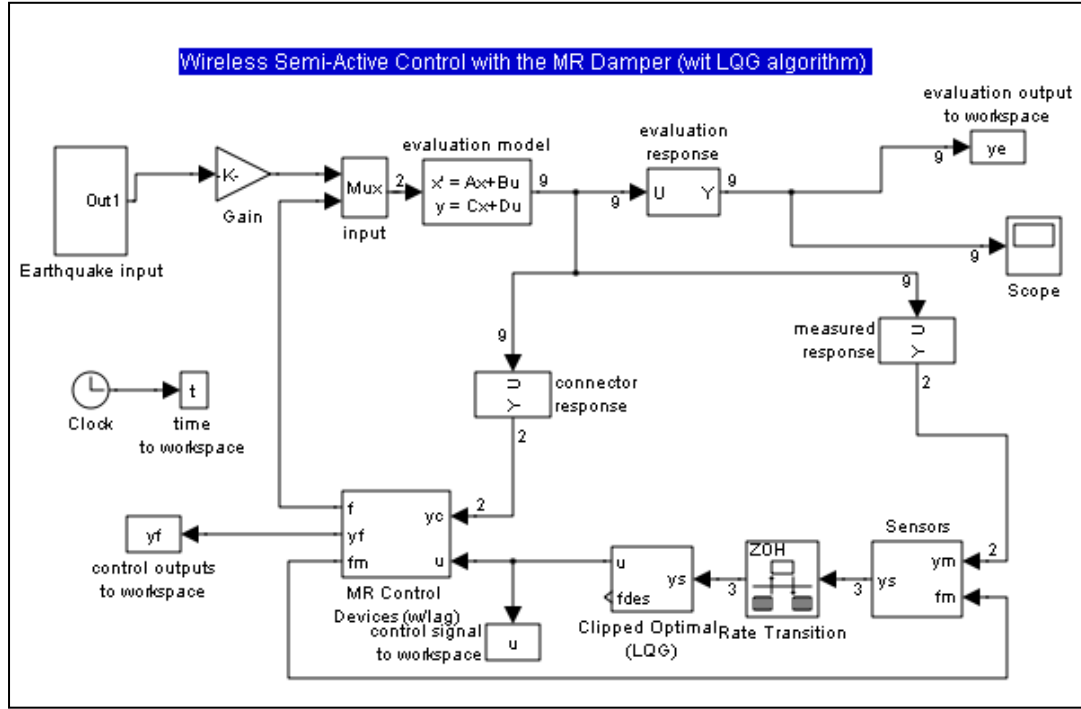 Wireless Semi-Active Control with the MR Damper (wit LQG algorithm)
evaluation output
to workspace
ye
9
evaluation model
x' = Ax+Bu
y = Cx+Du
9
evaluation
response
9
U Y
9
Out1
Earthquake input
-K-
Gain
Mux
2
input
9
Scope
9
U
Y
connector
response
2
9
measured
response
U
Y
2
Clock
t
time
to workspace
yf
control outputs
to workspace
f
yf
fm
yc
u
2
MR Control
Devices (w/lag)
control signal
to workspace
u
u
fdes
ys
Clipped Optimal
(LQG)
3
ZOH
Rate Transition
3
Sensors
ys
ym
fm
2